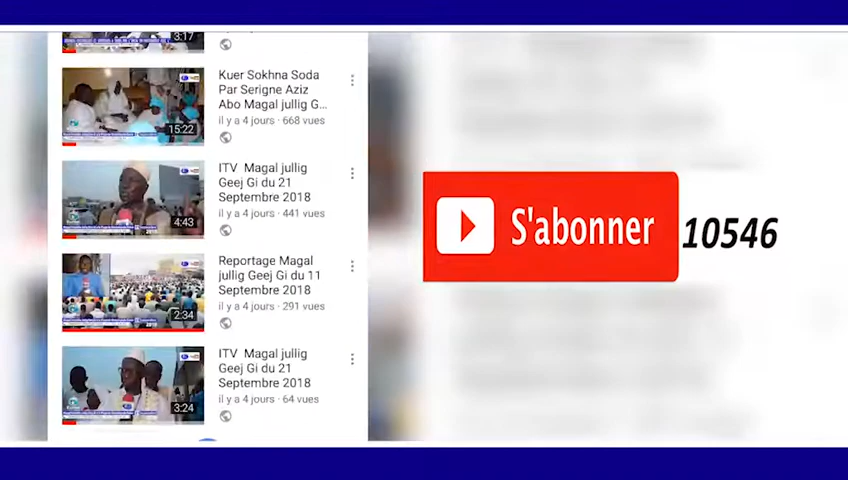 3:17
Kuer Sokhna Soda
Par Serigne Aziz
Abo Magal jullig G...
il y a 4 jours · 668 vues
15:22
ITV Magal jullig
Geej Gi du 21
Septembre 2018
il y a 4 jours · 441 vues
4:43
Reportage Magal
jullig Geej Gi du 11
Septembre 2018
il y a 4 jours · 291 vues
2:34
ITV Magal jullig
Geej Gi du 21
Septembre 2018
il y a 4 jours · 64 vues
3:24
S'abonner
10546